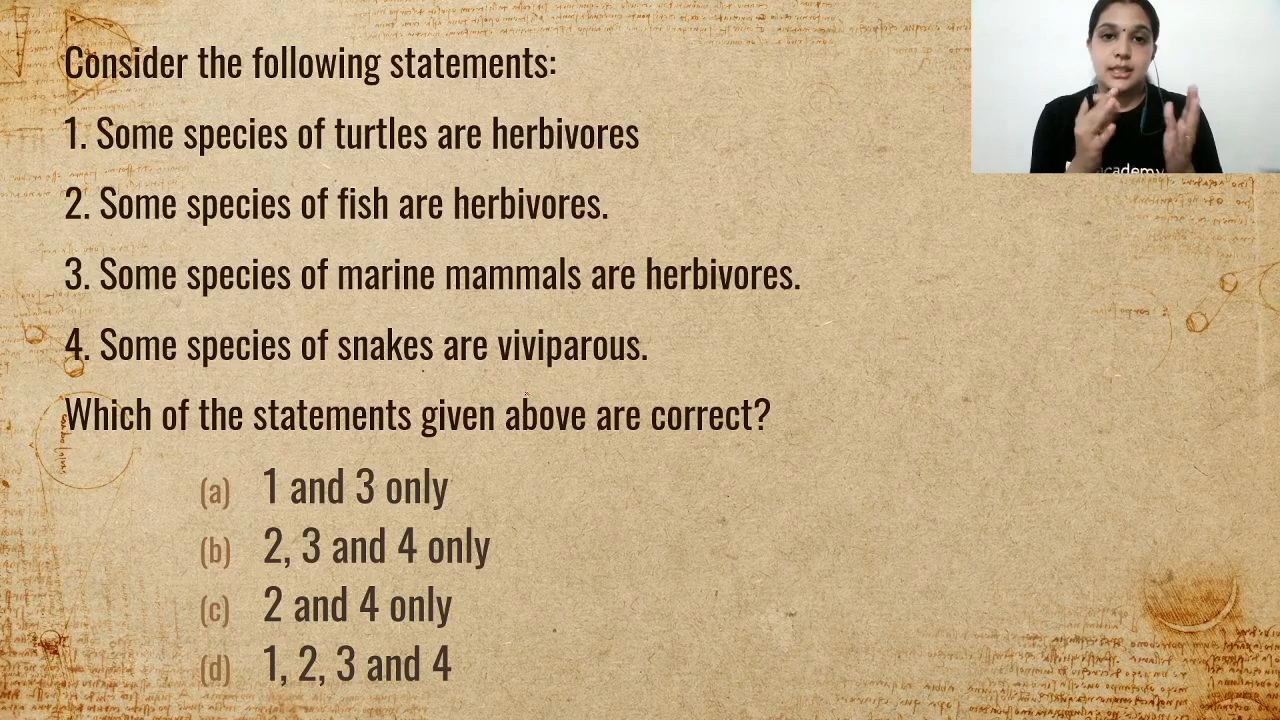 Consider the following statements:
1. Some species of turtles are herbivores
2. Some species of fish are herbivores.
3. Some species of marine mammals are herbivores.
4. Some species of snakes are viviparous.
Which of the statements given above are correct?
(a) 1 and 3 only
(b) 2, 3 and 4 only
(c) 2 and 4 only
(d) 1, 2, 3 and 4